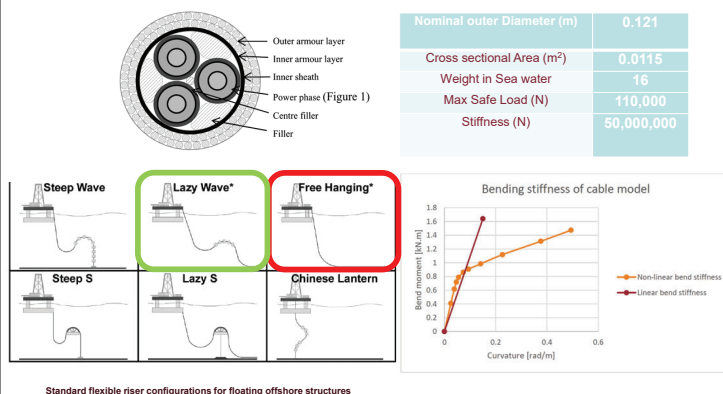 Outer armour layer
Inner armour layer
Inner sheath
Power phase (Figure 1)
Centre filler
Filler
Nominal outer Diameter (m) 0.121
Cross sectional Area (m²) 0.0115
Weight in Sea water 16
Max Safe Load (N) 110,000
Stiffness (N) 50,000,000
Steep Wave Lazy Wave* Free Hanging*
Steep S Lazy S Chinese Lantern
Standard flexible riser configurations for floating offshore structures
Bending stiffness of cable model
Bend moment [kN.m]
1.8
1.6
1.4
1.2
1
0.8
0.6
0.4
0.2
0
0 0.2 0.4 0.6
Curvature [rad/m]
Non-linear bend stiffness
Linear bend stiffness